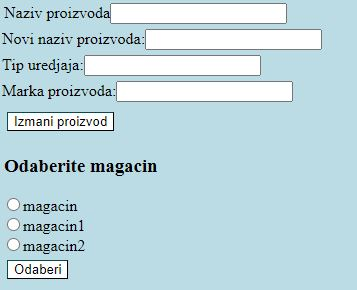 Naziv proizvoda
Novi naziv proizvoda:
Tip uredjaja:
Marka proizvoda:
Izmani proizvod
Odaberite magacin
magacin
magacin1
magacin2
Odaberi